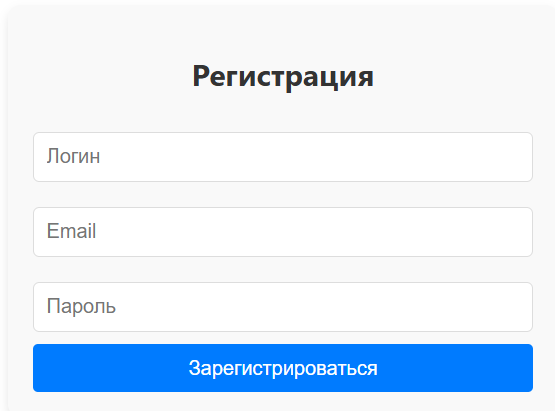 Регистрация
Логин
Email
Пароль
Зарегистрироваться